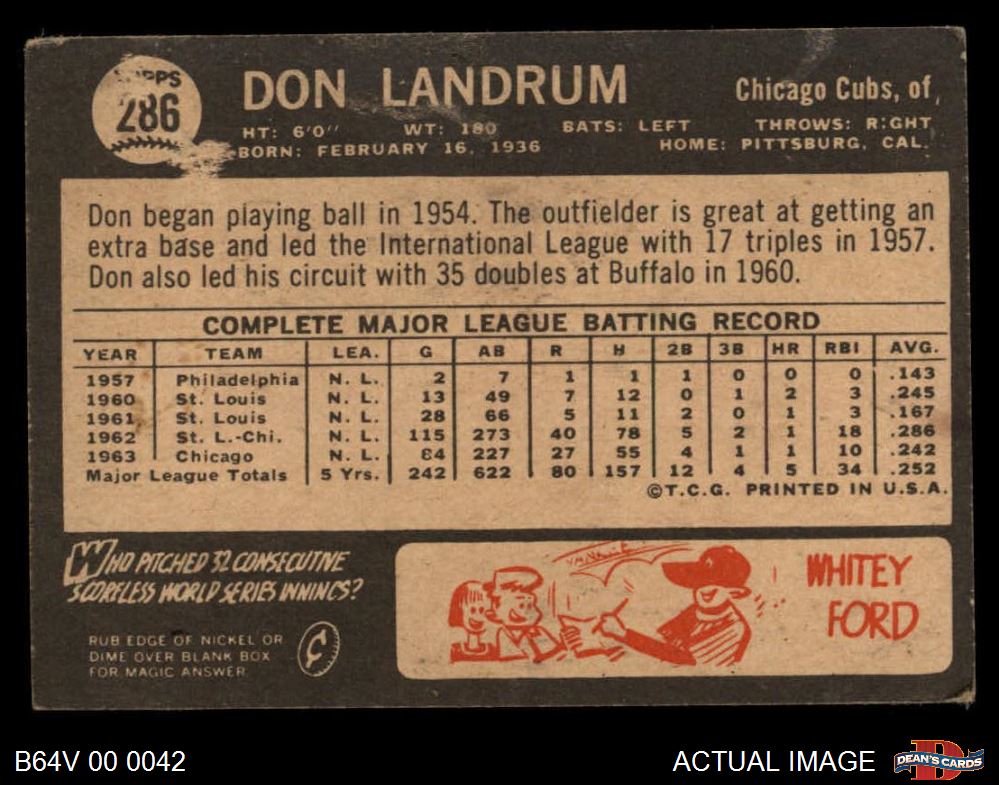 TOPPS
286
DON LANDRUM
Chicago Cubs, of
HT: 6'0" WT: 180 BATS: LEFT THROWS: RIGHT
BORN: FEBRUARY 16, 1936 HOME: PITTSBURG, CAL.
Don began playing ball in 1954. The outfielder is great at getting an
extra base and led the International League with 17 triples in 1957.
Don also led his circuit with 35 doubles at Buffalo in 1960.
COMPLETE MAJOR LEAGUE BATTING RECORD
YEAR TEAM LEA. G AB R H 2B 3B HR RBI AVG.
1957 Philadelphia N. L. 2 7 1 1 1 0 0 0 .143
1960 St. Louis N. L. 13 49 7 12 0 1 2 3 .245
1961 St. Louis N. L. 28 66 5 11 2 0 1 3 .167
1962 St. L.-Chi. N. L. 115 273 40 78 5 2 1 18 .286
1963 Chicago N. L. 84 227 27 55 4 1 1 10 .242
Major League Totals 5 Yrs. 242 622 80 157 12 4 5 34 .252
©T.C.G. PRINTED IN U.S.A.
WHO PITCHED 32 CONSECUTIVE
SCORELESS WORLD SERIES INNINGS?
RUB EDGE OF NICKEL OR
DIME OVER BLANK BOX
FOR MAGIC ANSWER
¢
YANKEE
WHITEY
FORD
B64V 00 0042
ACTUAL IMAGE
DEAN'S CARDS